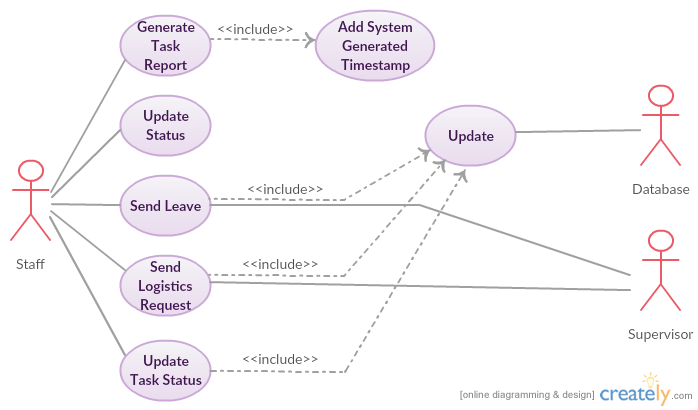 Generate
Task
Report
<<include>>
Add System
Generated
Timestamp
Update
Status
Update
Database
Send Leave
<<include>>
Staff
Send
Logistics
Request
<<include>>
Supervisor
Update
Task Status
<<include>>
[online diagramming & design] creately.com